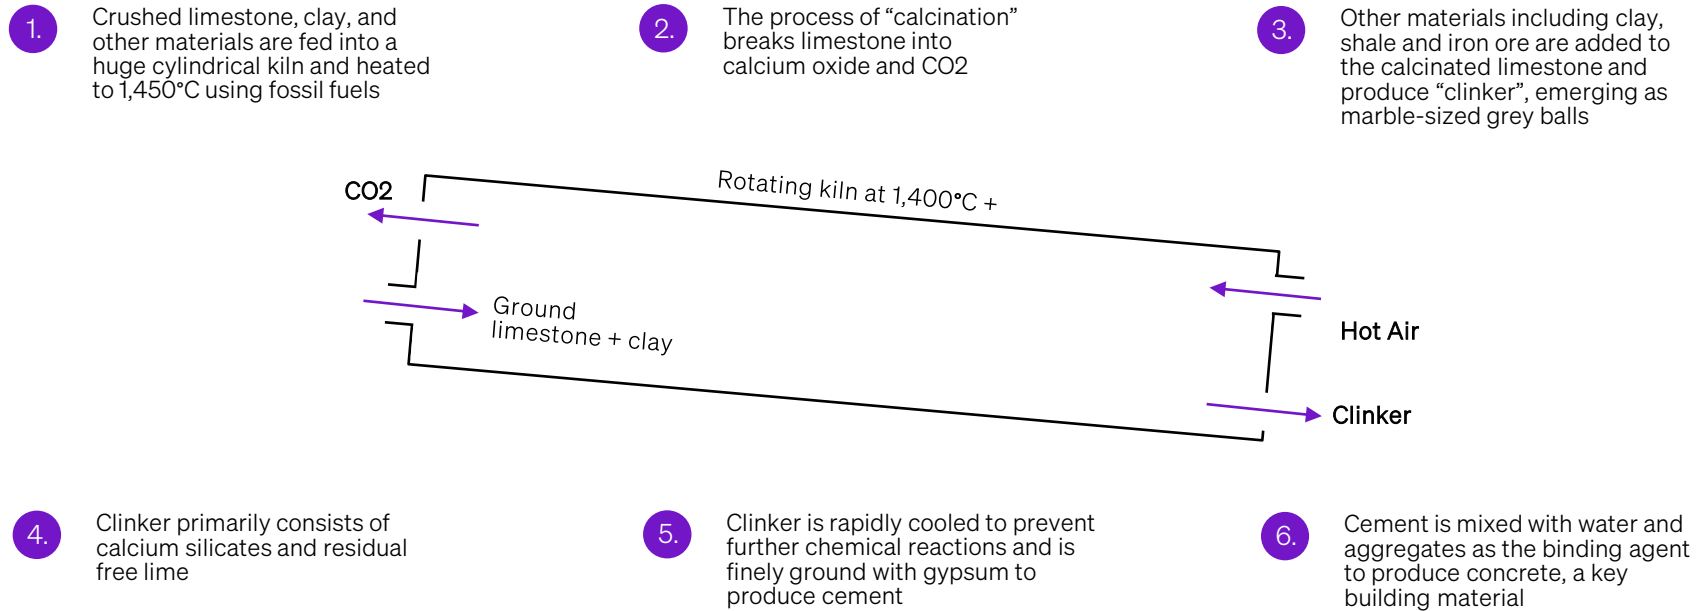 1.
Crushed limestone, clay, and
other materials are fed into a
huge cylindrical kiln and heated
to 1,450°C using fossil fuels
2.
The process of “calcination”
breaks limestone into
calcium oxide and CO2
3.
Other materials including clay,
shale and iron ore are added to
the calcinated limestone and
produce “clinker”, emerging as
marble-sized grey balls
CO2
Rotating kiln at 1,400°C +
Ground
limestone + clay
Hot Air
Clinker
4.
Clinker primarily consists of
calcium silicates and residual
free lime
5.
Clinker is rapidly cooled to prevent
further chemical reactions and is
finely ground with gypsum to
produce cement
6.
Cement is mixed with water and
aggregates as the binding agent
to produce concrete, a key
building material